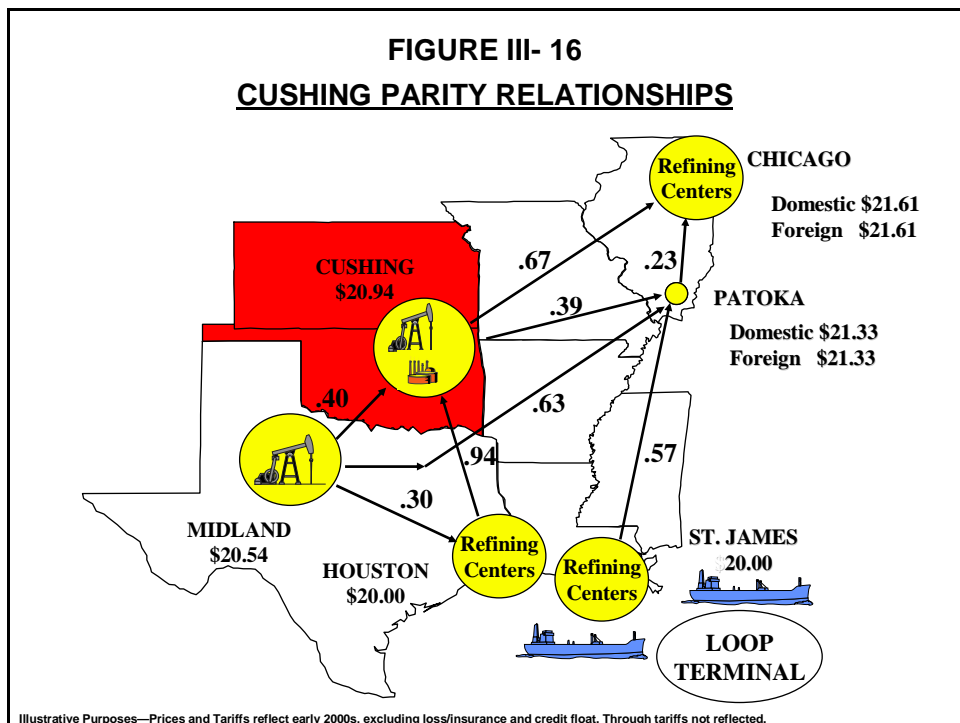 FIGURE III- 16
CUSHING PARITY RELATIONSHIPS
Refining
Centers
CHICAGO
Domestic $21.61
Foreign $21.61
CUSHING
$20.94
.67
.23
.39
PATOKA
Domestic $21.33
Foreign $21.33
.40
.63
.94
.57
.30
MIDLAND
$20.54
HOUSTON
$20.00
Refining
Centers
Refining
Centers
ST. JAMES
$20.00
LOOP
TERMINAL
Illustrative Purposes—Prices and Tariffs reflect early 2000s, excluding loss/insurance and credit float. Through tariffs not reflected.